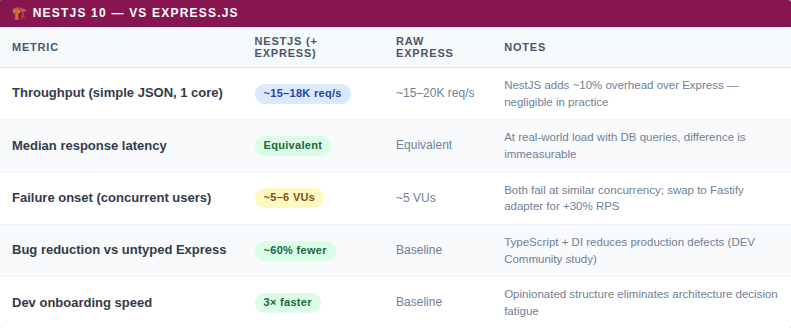 NESTJS 10 — VS EXPRESS.JS
METRIC
NESTJS (+
EXPRESS)
RAW
EXPRESS
NOTES
Throughput (simple JSON, 1 core)
~15–18K req/s
~15–20K req/s
NestJS adds ~10% overhead over Express —
negligible in practice
Median response latency
Equivalent
Equivalent
At real-world load with DB queries, difference is
immeasurable
Failure onset (concurrent users)
~5–6 VUs
~5 VUs
Both fail at similar concurrency; swap to Fastify
adapter for +30% RPS
Bug reduction vs untyped Express
~60% fewer
Baseline
TypeScript + DI reduces production defects (DEV
Community study)
Dev onboarding speed
3× faster
Baseline
Opinionated structure eliminates architecture decision
fatigue